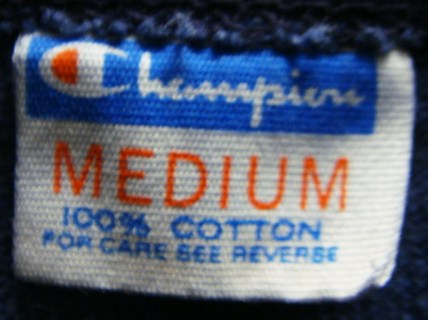 Champion
MEDIUM
100% COTTON
FOR CARE SEE REVERSE